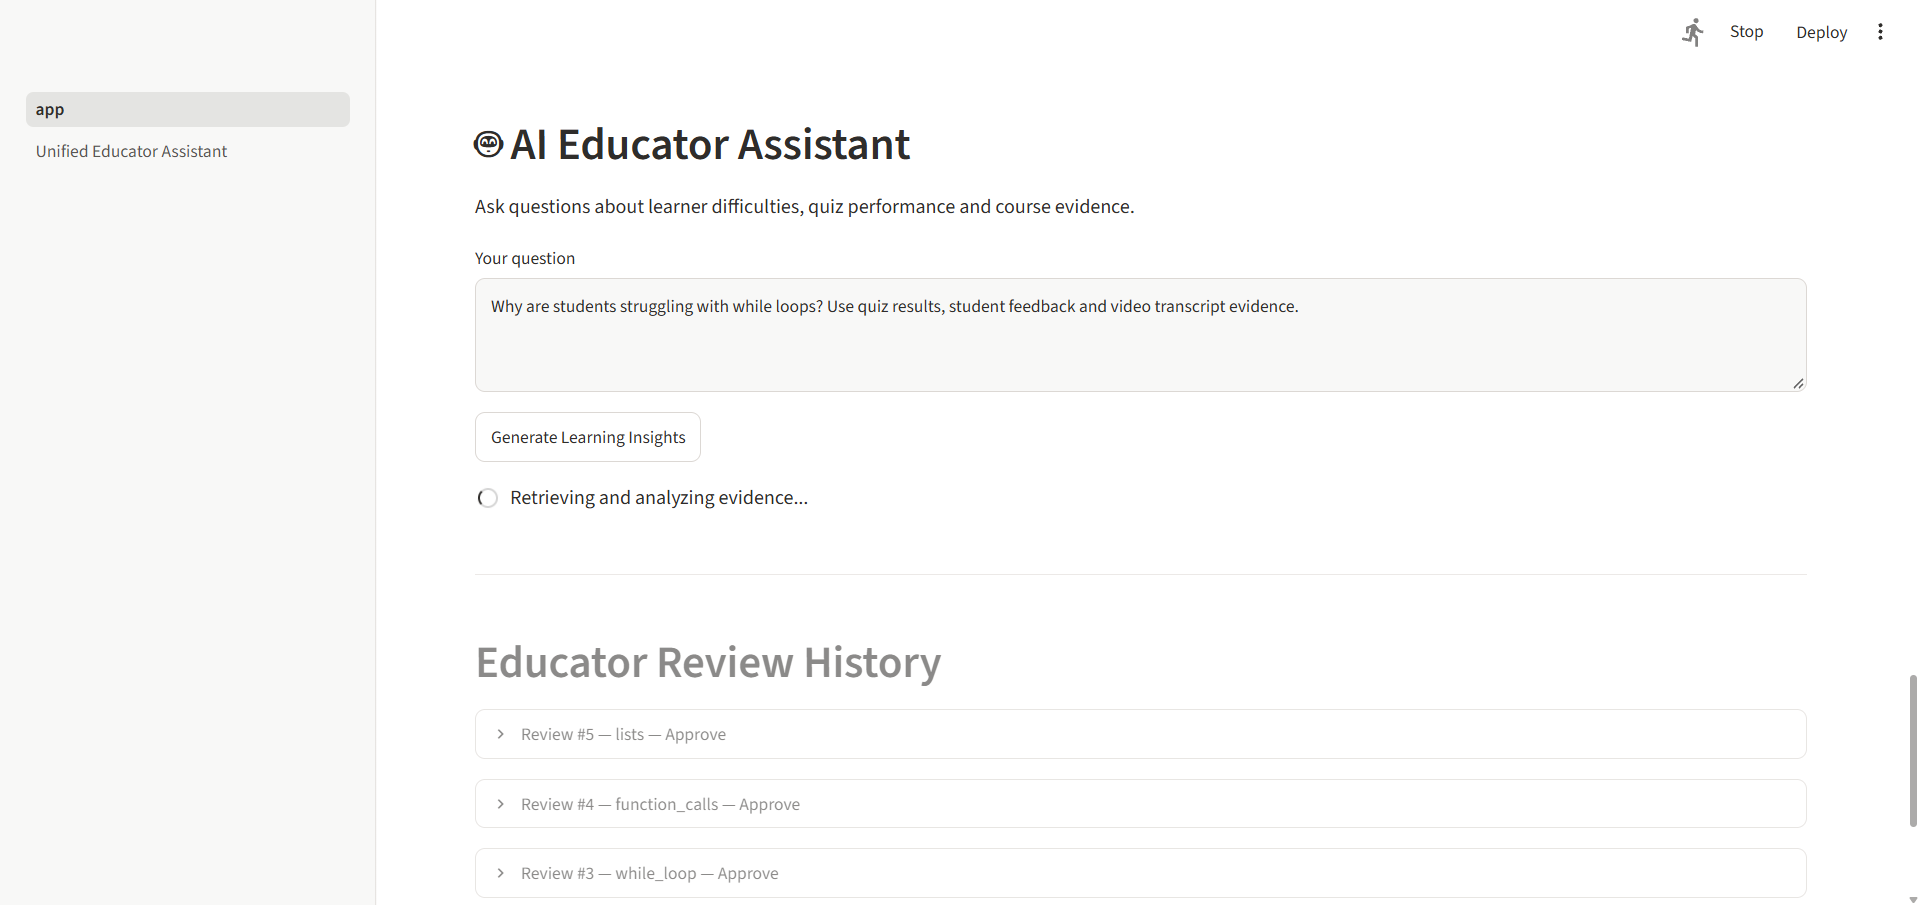 Stop
Deploy
app
Unified Educator Assistant
AI Educator Assistant
Ask questions about learner difficulties, quiz performance and course evidence.
Your question
Why are students struggling with while loops? Use quiz results, student feedback and video transcript evidence.
Generate Learning Insights
Retrieving and analyzing evidence...
Educator Review History
Review #5 — lists — Approve
Review #4 — function_calls — Approve
Review #3 — while_loop — Approve